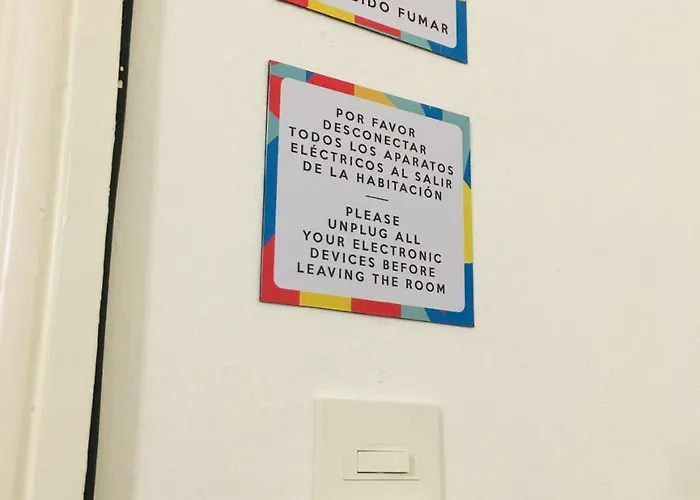 FUMAR
POR FAVOR
DESCONECTAR
TODOS LOS APARATOS
ELÉCTRICOS AL SALIR
DE LA HABITACIÓN
PLEASE
UNPLUG ALL
YOUR ELECTRONIC
DEVICES BEFORE
LEAVING THE ROOM